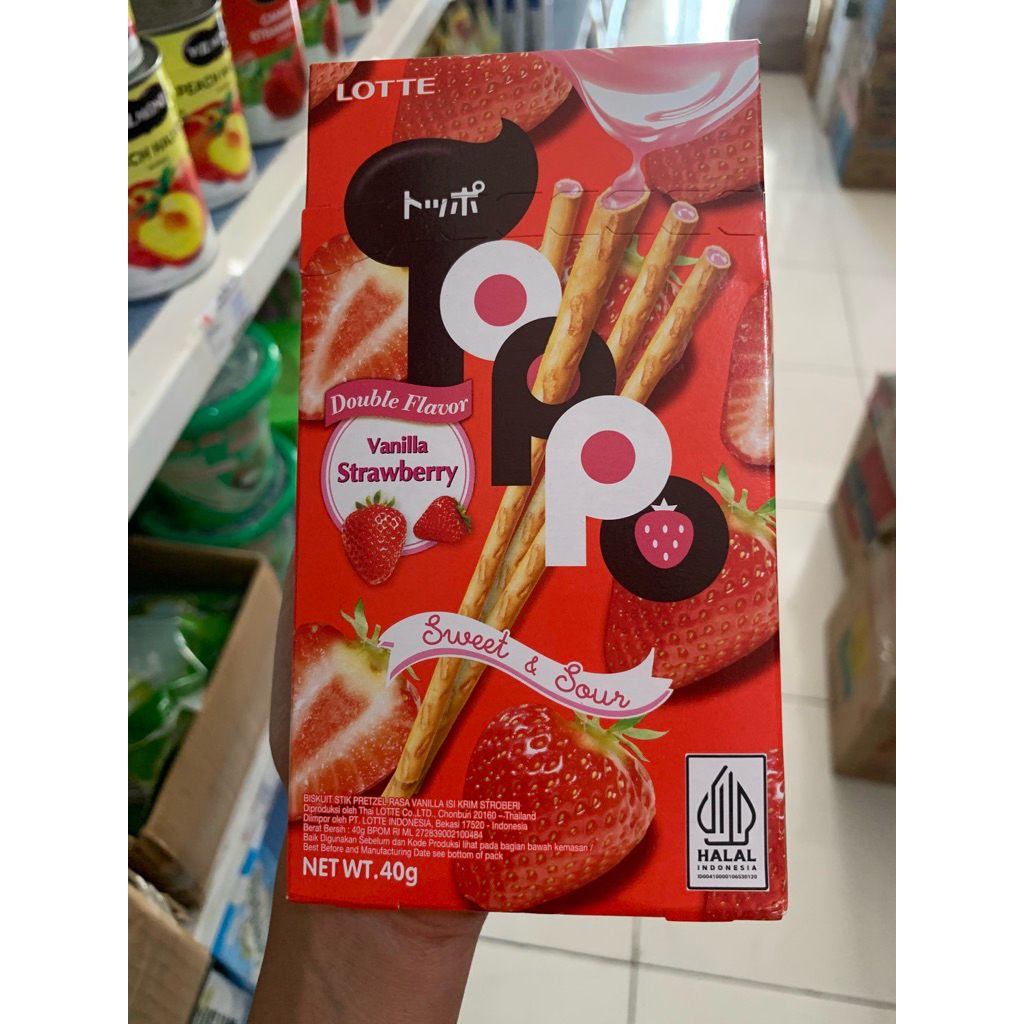 LOTTE
トッポ
TOPPO
Double Flavor
Vanilla
Strawberry
Sweet & Sour
BISKUIT STIK PRETZEL RASA VANILLA ISI KRIM STROBERI
Diproduksi oleh Thai LOTTE Co.,LTD., Chonburi 20160 – Thailand
Diimpor oleh PT. LOTTE INDONESIA, Bekasi 17520 - Indonesia
Berat Bersih : 40g BPOM RI ML 272839002100484
Baik Digunakan Sebelum dan Kode Produksi lihat pada bagian bawah kemasan /
Best Before and Manufacturing Date see bottom of pack
NET WT. 40g
HALAL
INDONESIA
ID00410000106530120